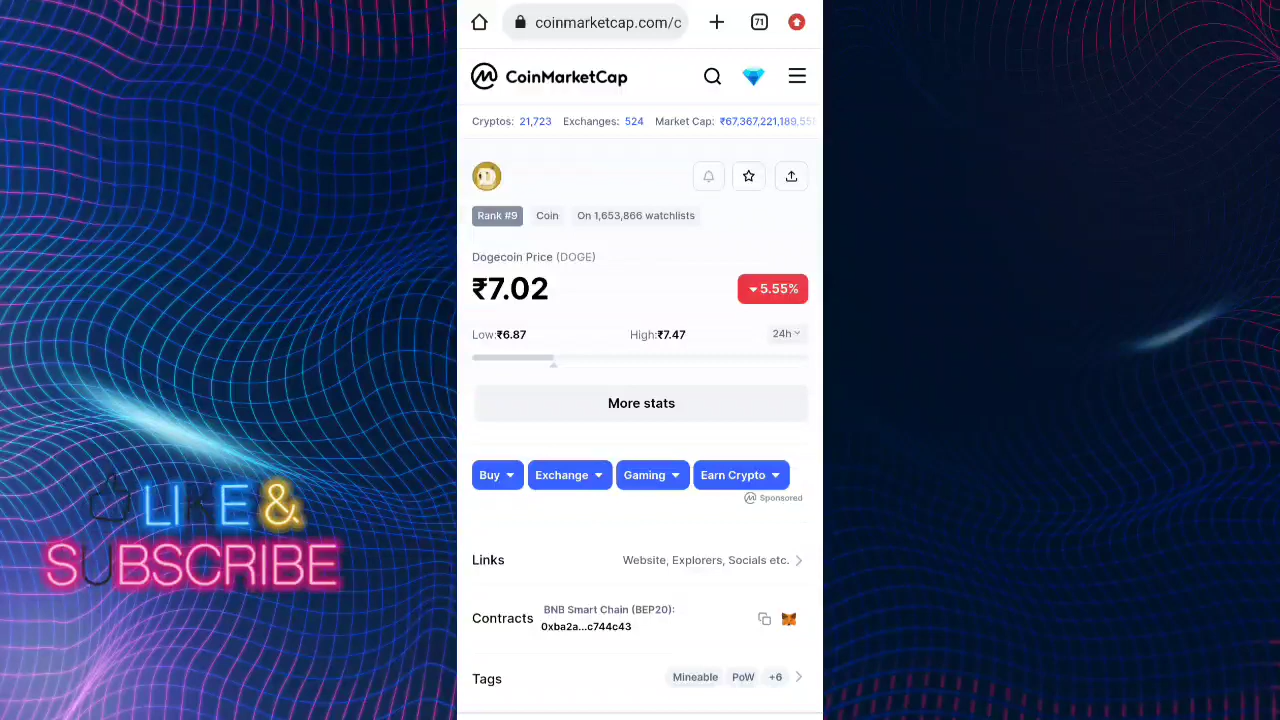 coinmarketcap.com/c
71
CoinMarketCap
Cryptos: 21,723 Exchanges: 524 Market Cap: ₹67,367,221,189,55
Rank #9 Coin On 1,653,866 watchlists
Dogecoin Price (DOGE)
₹7.02 5.55%
Low:₹6.87 High:₹7.47 24h
More stats
Buy Exchange Gaming Earn Crypto
Sponsored
LIKE &
SUBSCRIBE
Links Website, Explorers, Socials etc.
Contracts BNB Smart Chain (BEP20):
0xba2a...c744c43
Tags Mineable PoW +6